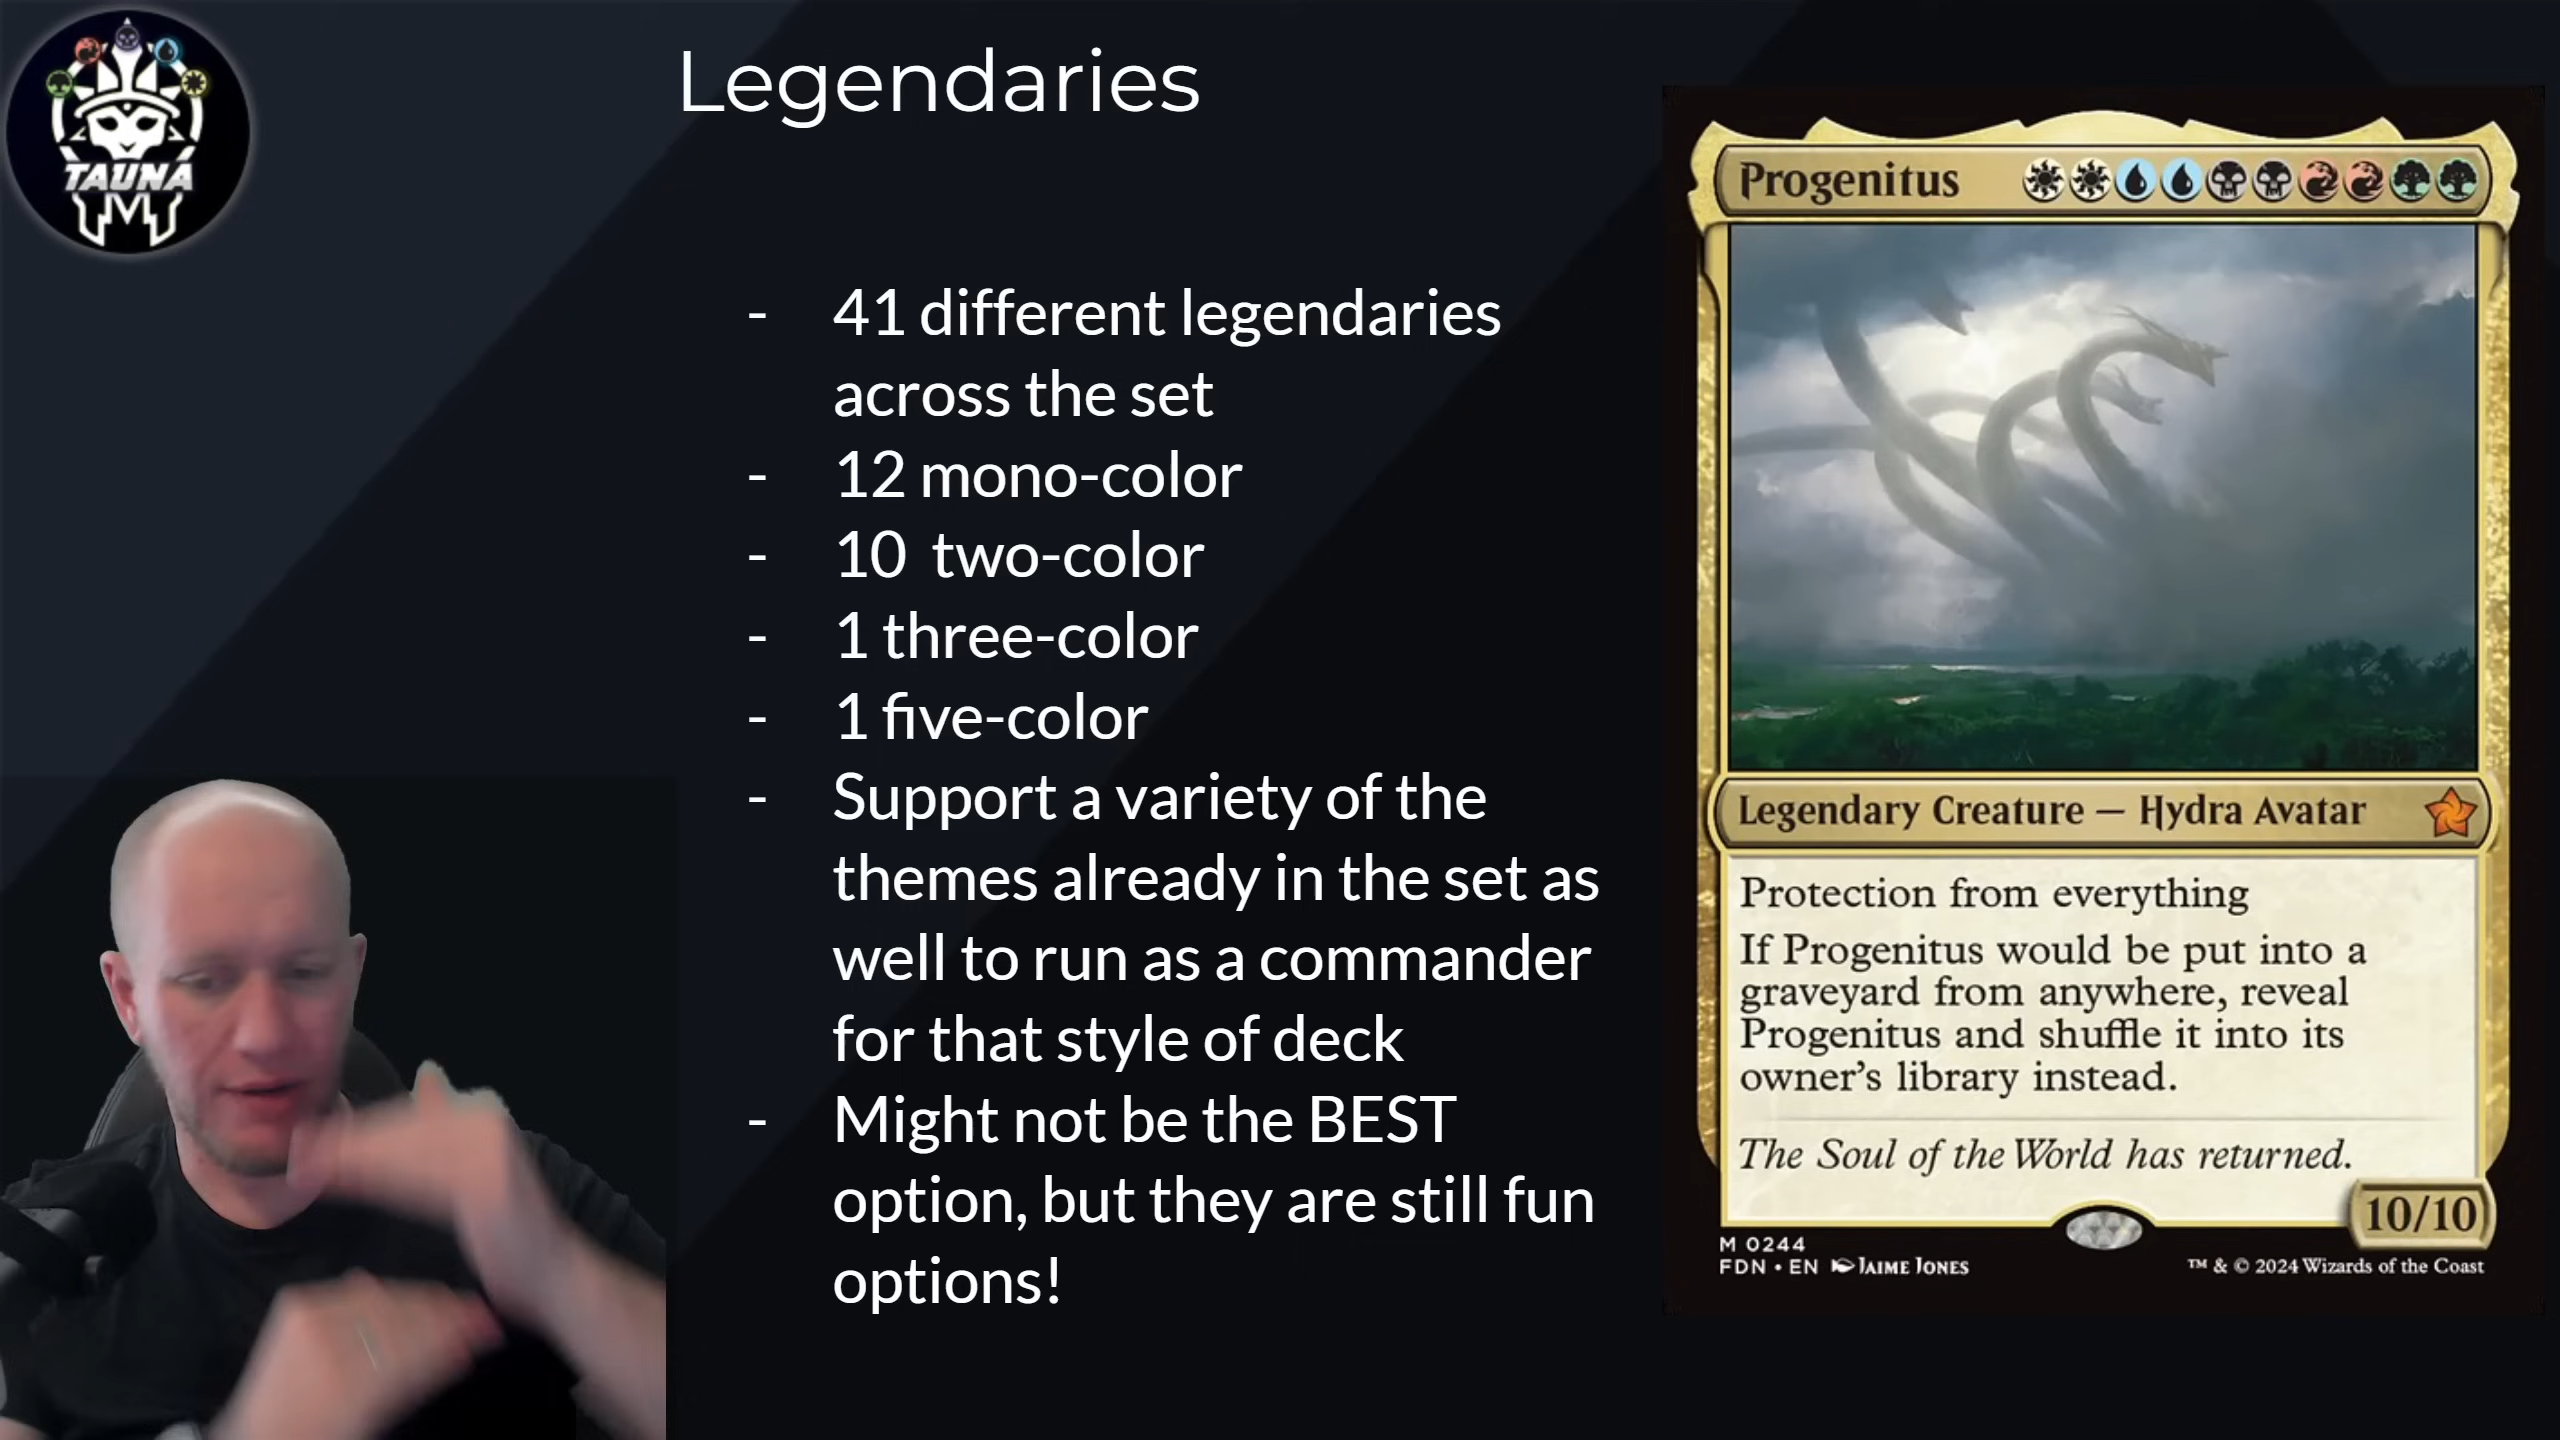 TAUNA
M
Legendaries
- 41 different legendaries
across the set
- 12 mono-color
- 10  two-color
- 1 three-color
- 1 five-color
- Support a variety of the
themes already in the set as
well to run as a commander
for that style of deck
- Might not be the BEST
option, but they are still fun
options!
Progenitus
Legendary Creature — Hydra Avatar
Protection from everything
If Progenitus would be put into a
graveyard from anywhere, reveal
Progenitus and shuffle it into its
owner's library instead.
The Soul of the World has returned.
10/10
M 0244
FDN • EN JAIME JONES
™ & © 2024 Wizards of the Coast